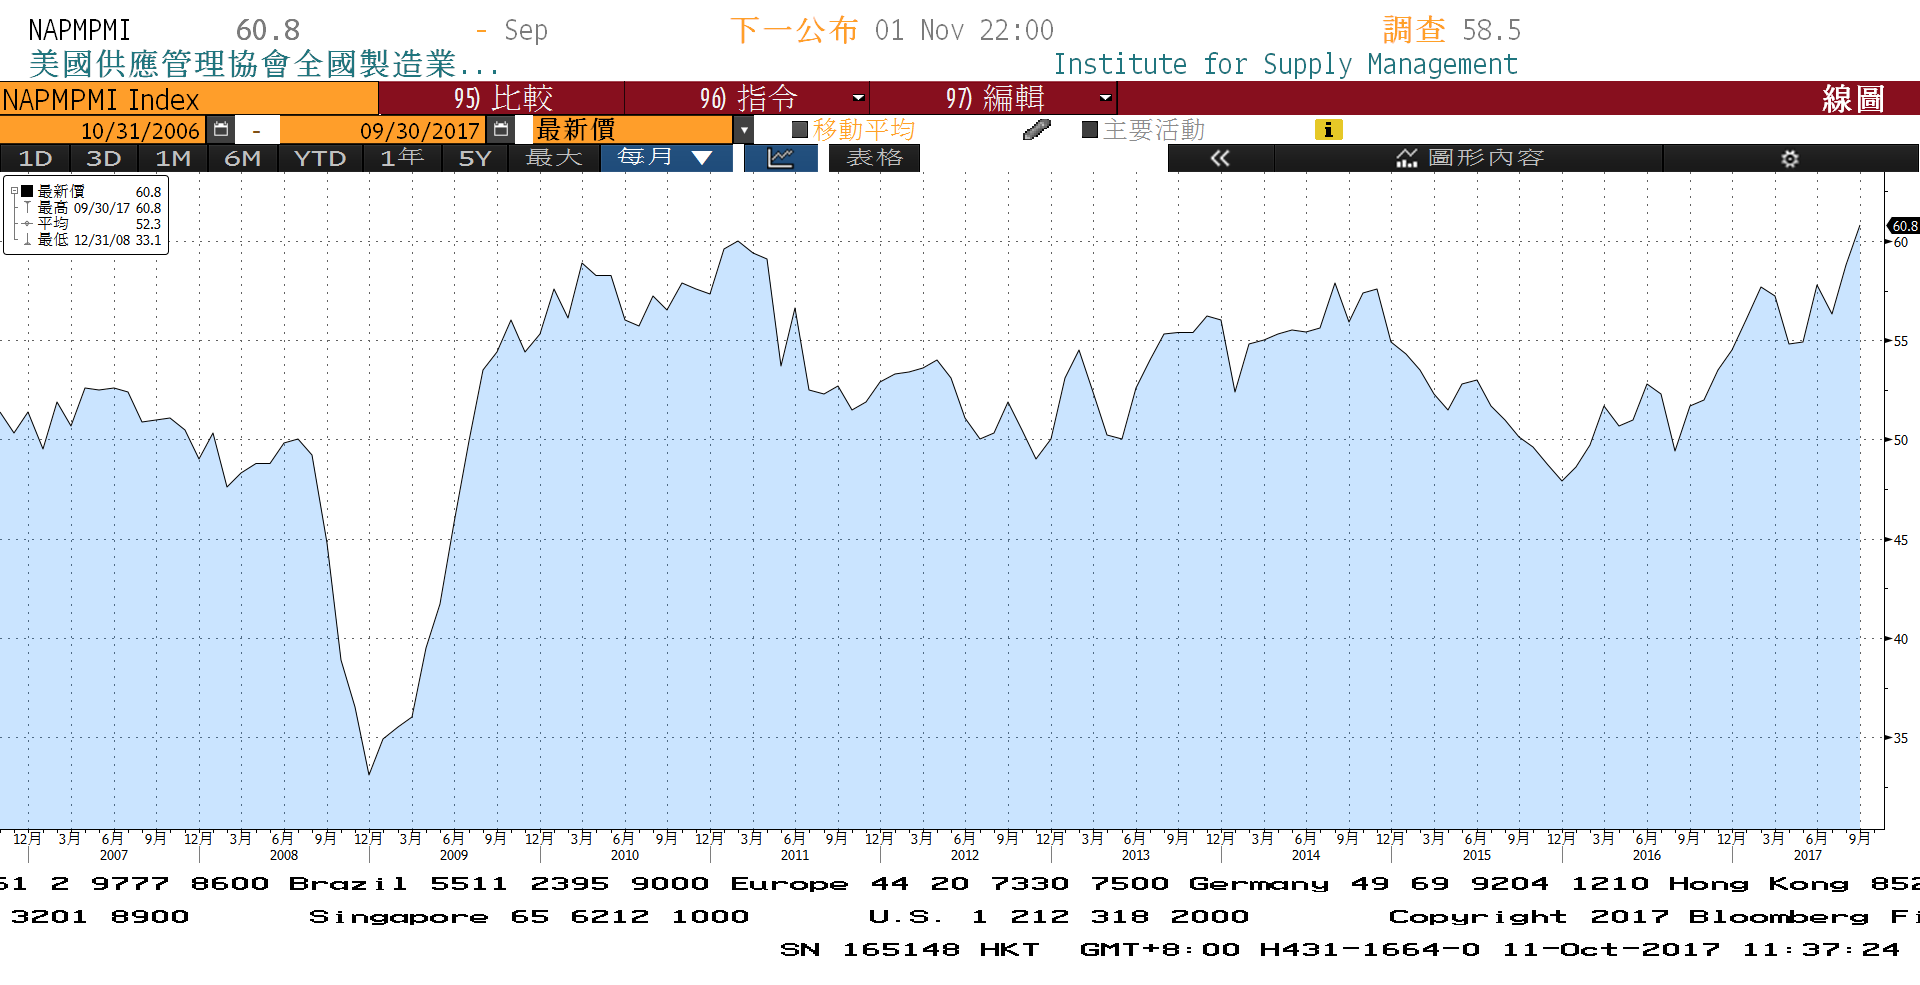 NAPMPMI 60.8 - Sep 下一公布 01 Nov 22:00 調查 58.5
美國供應管理協會全國製造業... Institute for Supply Management
NAPMPMI Index 95) 比較 96) 指令 97) 編輯 線圖
10/31/2006 - 09/30/2017 最新價 移動平均 主要活動 i
1D 3D 1M 6M YTD 1年 5Y 最大 每月 ▼ 表格 « 圖形內容
最新價 60.8
最高 09/30/17 60.8
平均 52.3
最低 12/31/08 33.1
60.8
60
55
50
45
40
35
12月 3月 6月 9月 12月 3月 6月 9月 12月 3月 6月 9月 12月 3月 6月 9月 12月 3月 6月 9月 12月 3月 6月 9月 12月 3月 6月 9月 12月 3月 6月 9月 12月 3月 6月 9月 12月 3月 6月 9月 12月 3月 6月 9月
2007 2008 2009 2010 2011 2012 2013 2014 2015 2016 2017
61 2 9777 8600 Brazil 5511 2395 9000 Europe 44 20 7330 7500 Germany 49 69 9204 1210 Hong Kong 852
3201 8900 Singapore 65 6212 1000 U.S. 1 212 318 2000 Copyright 2017 Bloomberg Fi
SN 165148 HKT GMT+8:00 H431-1664-0 11-Oct-2017 11:37:24